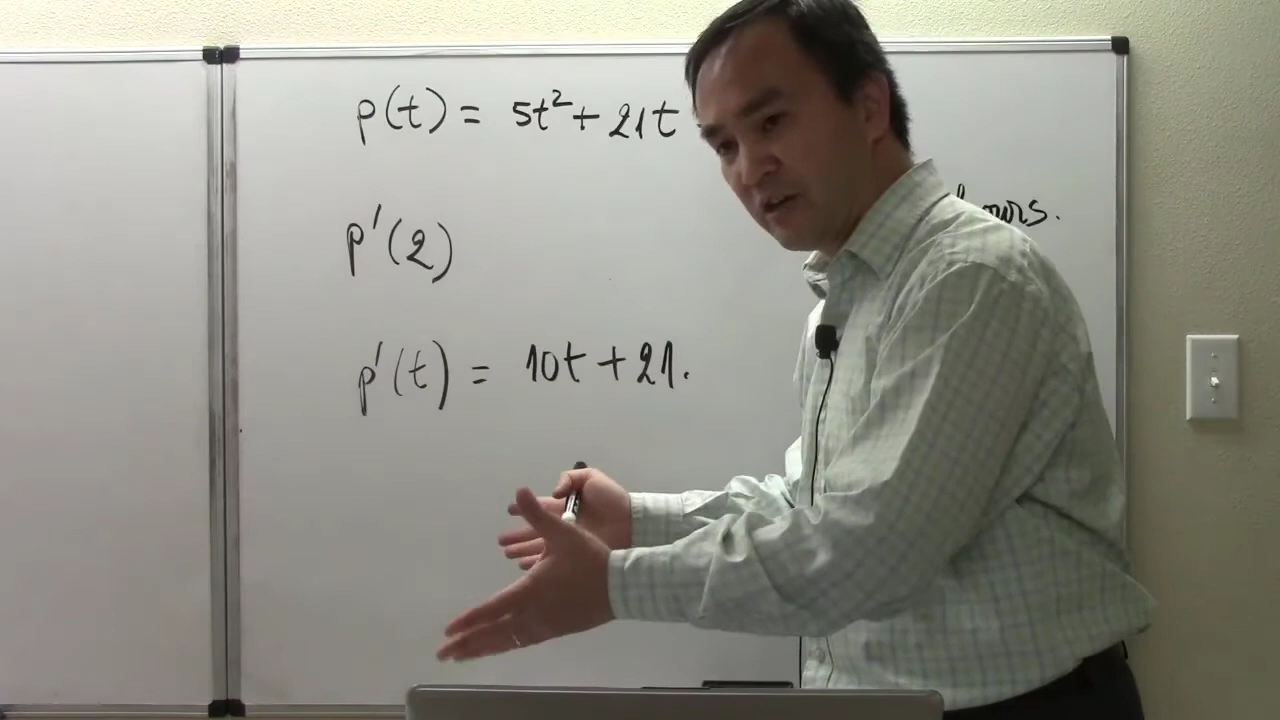 p(t) = 5t² + 21t
p'(2)
p'(t) = 10t + 21.